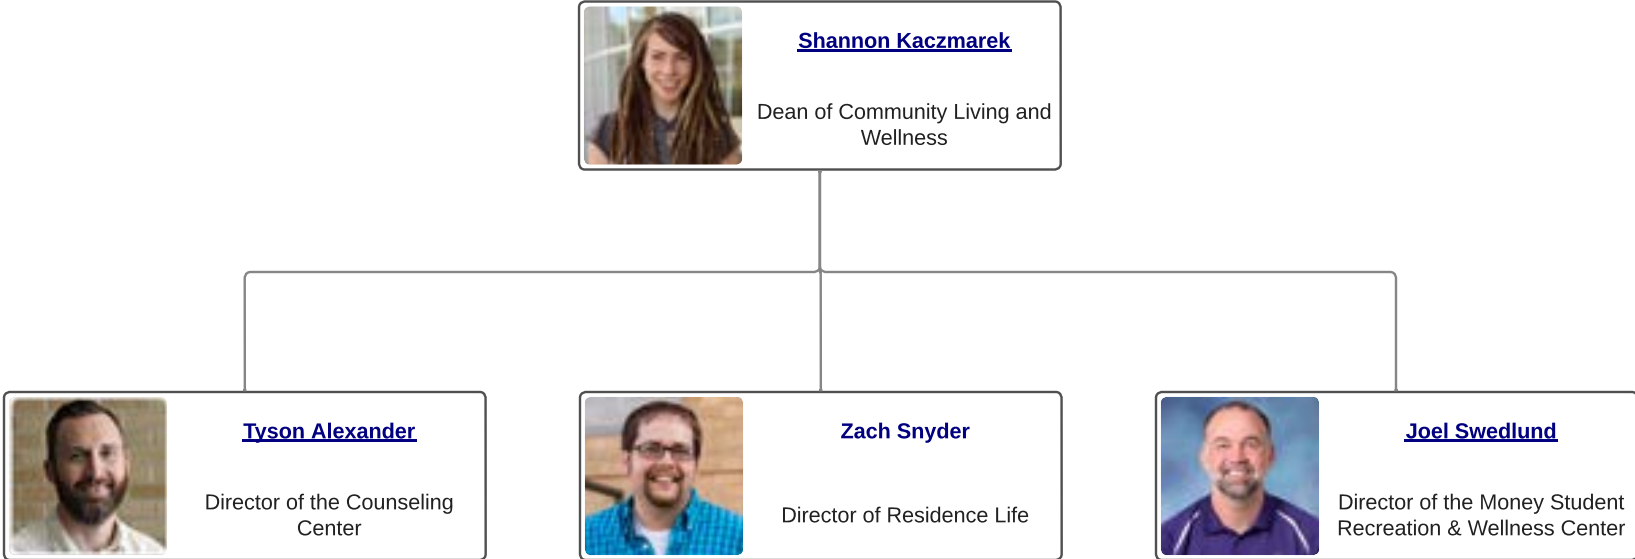 Shannon Kaczmarek
Dean of Community Living and
Wellness
Tyson Alexander
Director of the Counseling
Center
Zach Snyder
Director of Residence Life
Joel Swedlund
Director of the Money Student
Recreation & Wellness Center